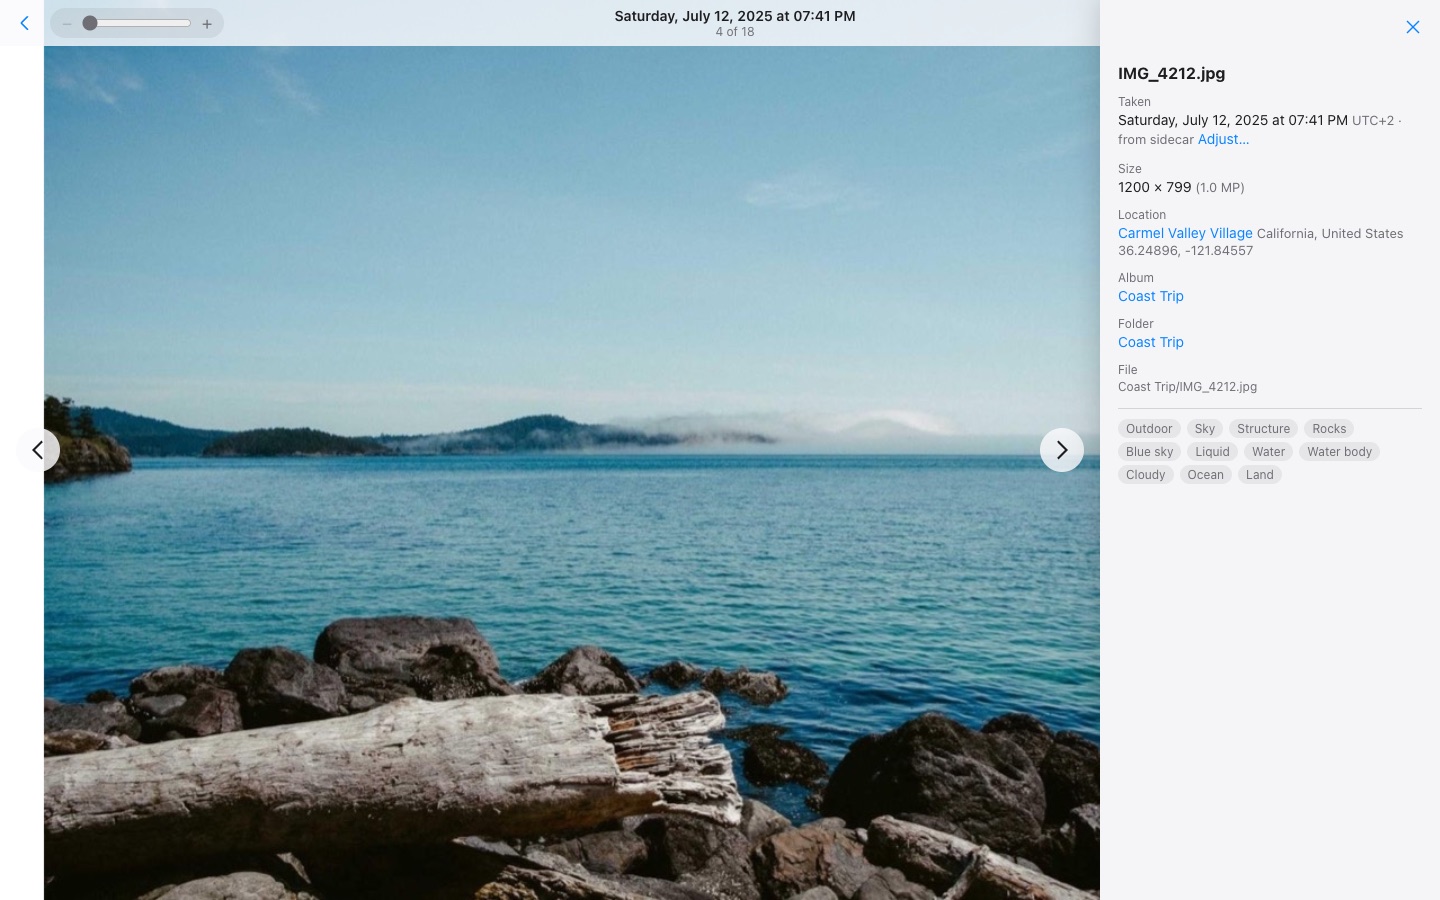 Saturday, July 12, 2025 at 07:41 PM
4 of 18
IMG_4212.jpg
Taken
Saturday, July 12, 2025 at 07:41 PM UTC+2 ·
from sidecar Adjust...
Size
1200 × 799 (1.0 MP)
Location
Carmel Valley Village California, United States
36.24896, -121.84557
Album
Coast Trip
Folder
Coast Trip
File
Coast Trip/IMG_4212.jpg
Outdoor Sky Structure Rocks
Blue sky Liquid Water Water body
Cloudy Ocean Land